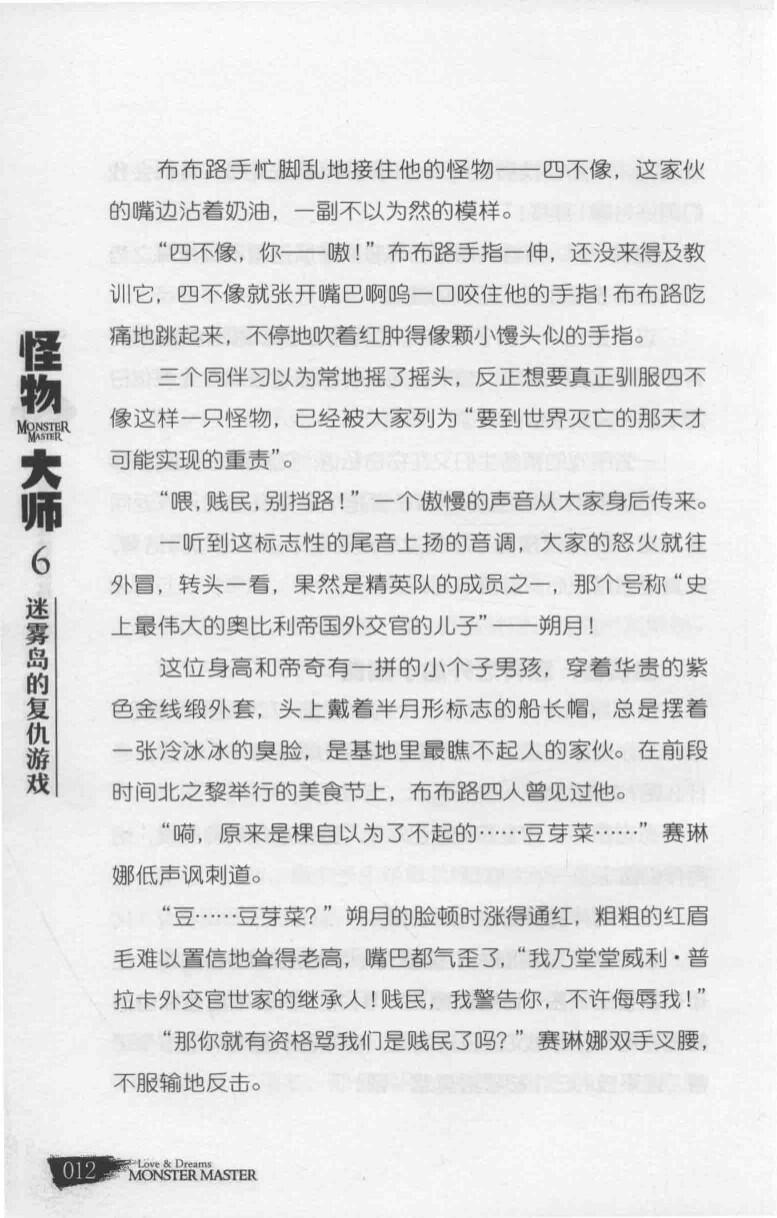 布布路手忙脚乱地接住他的怪物——四不像，这家伙
的嘴边沾着奶油，一副不以为然的模样。
“四不像，你——嗷！”布布路手指一伸，还没来得及教
训它，四不像就张开嘴巴啊呜一口咬住他的手指！布布路吃
痛地跳起来，不停地吹着红肿得像颗小馒头似的手指。
三个同伴习以为常地摇了摇头，反正想要真正驯服四不
像这样一只怪物，已经被大家列为“要到世界灭亡的那天才
可能实现的重责”。
“喂，贱民，别挡路！”一个傲慢的声音从大家身后传来。
一听到这标志性的尾音上扬的音调，大家的怒火就往
外冒，转头一看，果然是精英队的成员之一，那个号称“史
上最伟大的奥比利帝国外交官的儿子”——朔月！
这位身高和帝奇有一拼的小个子男孩，穿着华贵的紫
色金线缎外套，头上戴着半月形标志的船长帽，总是摆着
一张冷冰冰的臭脸，是基地里最瞧不起人的家伙。在前段
时间北之黎举行的美食节上，布布路四人曾见过他。
“嗬，原来是棵自以为了不起的……豆芽菜……”赛琳
娜低声讽刺道。
“豆……豆芽菜？”朔月的脸顿时涨得通红，粗粗的红眉
毛难以置信地耸得老高，嘴巴都气歪了，“我乃堂堂威利·普
拉卡外交官世家的继承人！贱民，我警告你，不许侮辱我！”
“那你就有资格骂我们是贱民了吗？”赛琳娜双手叉腰，
不服输地反击。
怪物
MONSTER
MASTER
大师
6
迷雾岛的复仇游戏
012
Love & Dreams
MONSTER MASTER